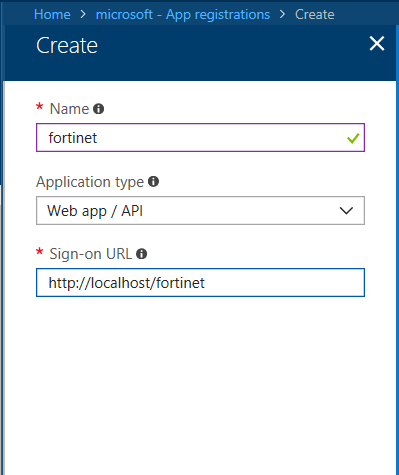 Home > microsoft - App registrations > Create
Create
* Name
fortinet
Application type
Web app / API
* Sign-on URL
http://localhost/fortinet